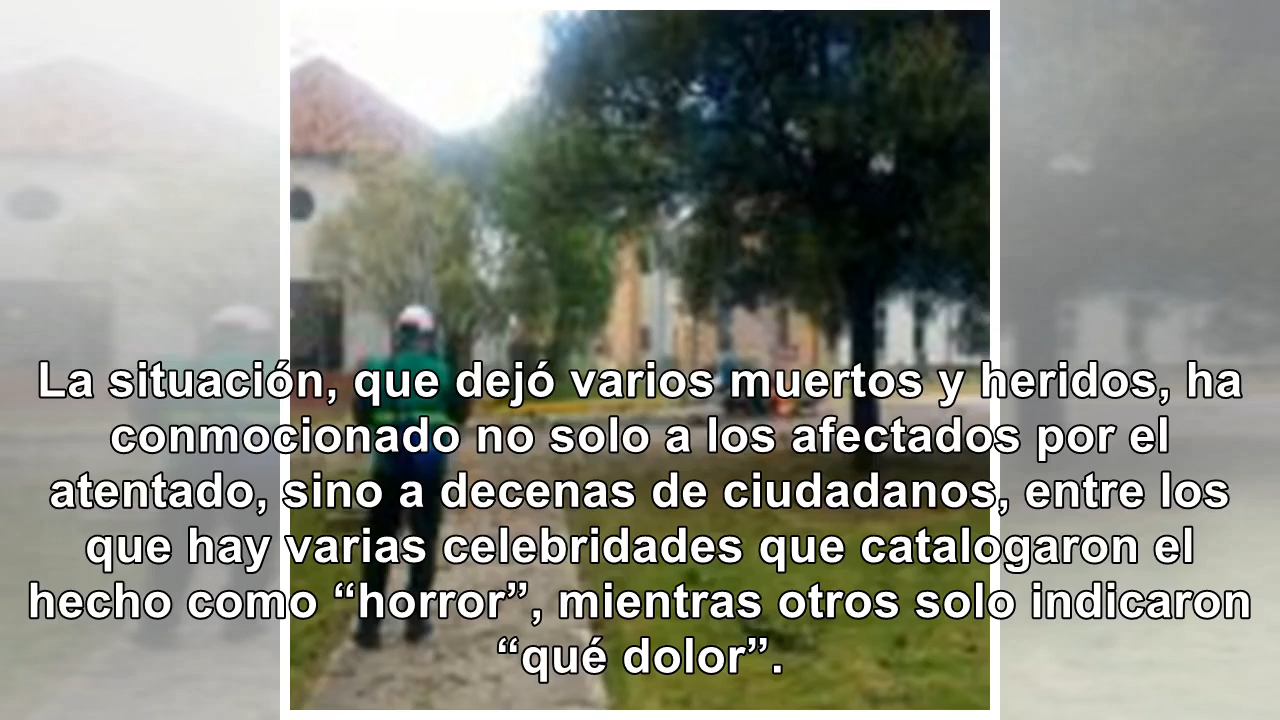 La situación, que dejó varios muertos y heridos, ha
conmocionado no solo a los afectados por el
atentado, sino a decenas de ciudadanos, entre los
que hay varias celebridades que catalogaron el
hecho como “horror”, mientras otros solo indicaron
“qué dolor”.